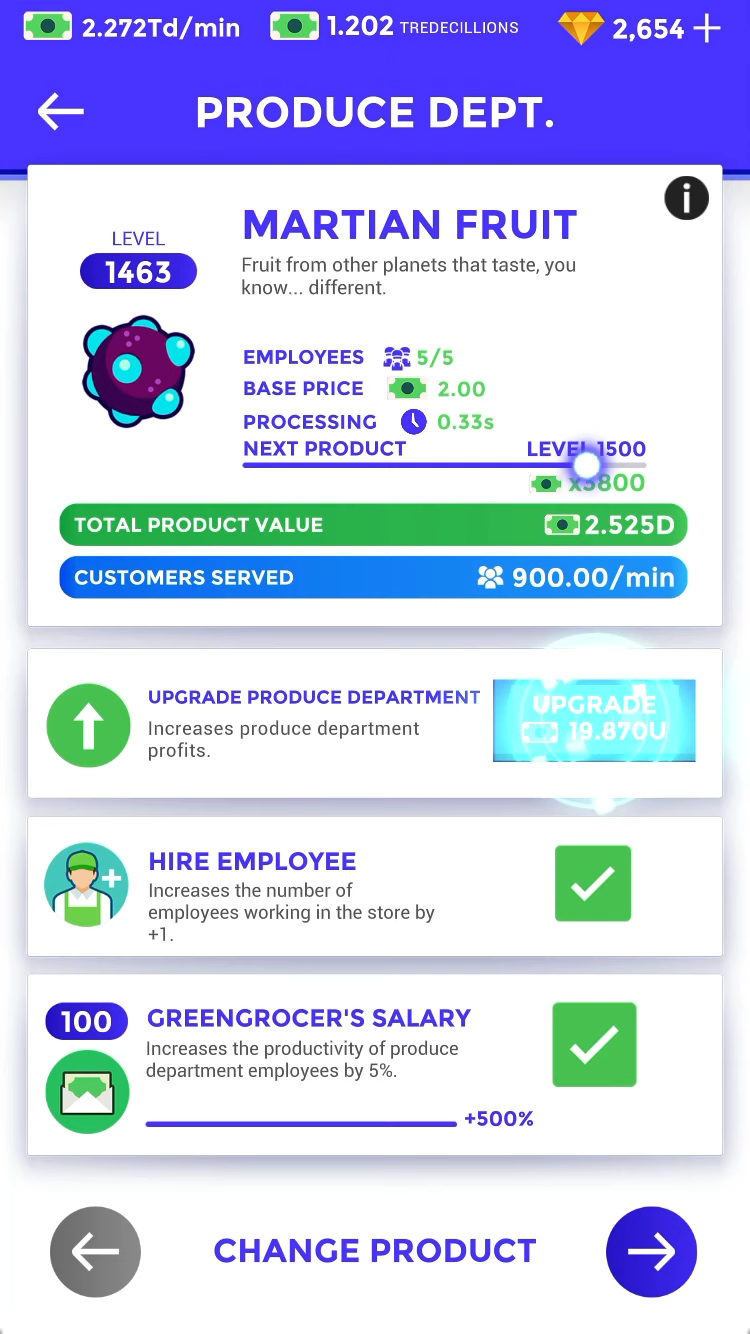 2.272Td/min 1.202 TREDECILLIONS 2,654
PRODUCE DEPT.
MARTIAN FRUIT
LEVEL
1463
Fruit from other planets that taste, you
know... different.
EMPLOYEES 5/5
BASE PRICE 2.00
PROCESSING 0.33s
NEXT PRODUCT LEVEL 1500
x3800
TOTAL PRODUCT VALUE 2.525D
CUSTOMERS SERVED 900.00/min
UPGRADE PRODUCE DEPARTMENT
Increases produce department
profits.
UPGRADE
19.870U
HIRE EMPLOYEE
Increases the number of
employees working in the store by
+1.
100
GREENGROCER'S SALARY
Increases the productivity of produce
department employees by 5%.
+500%
CHANGE PRODUCT